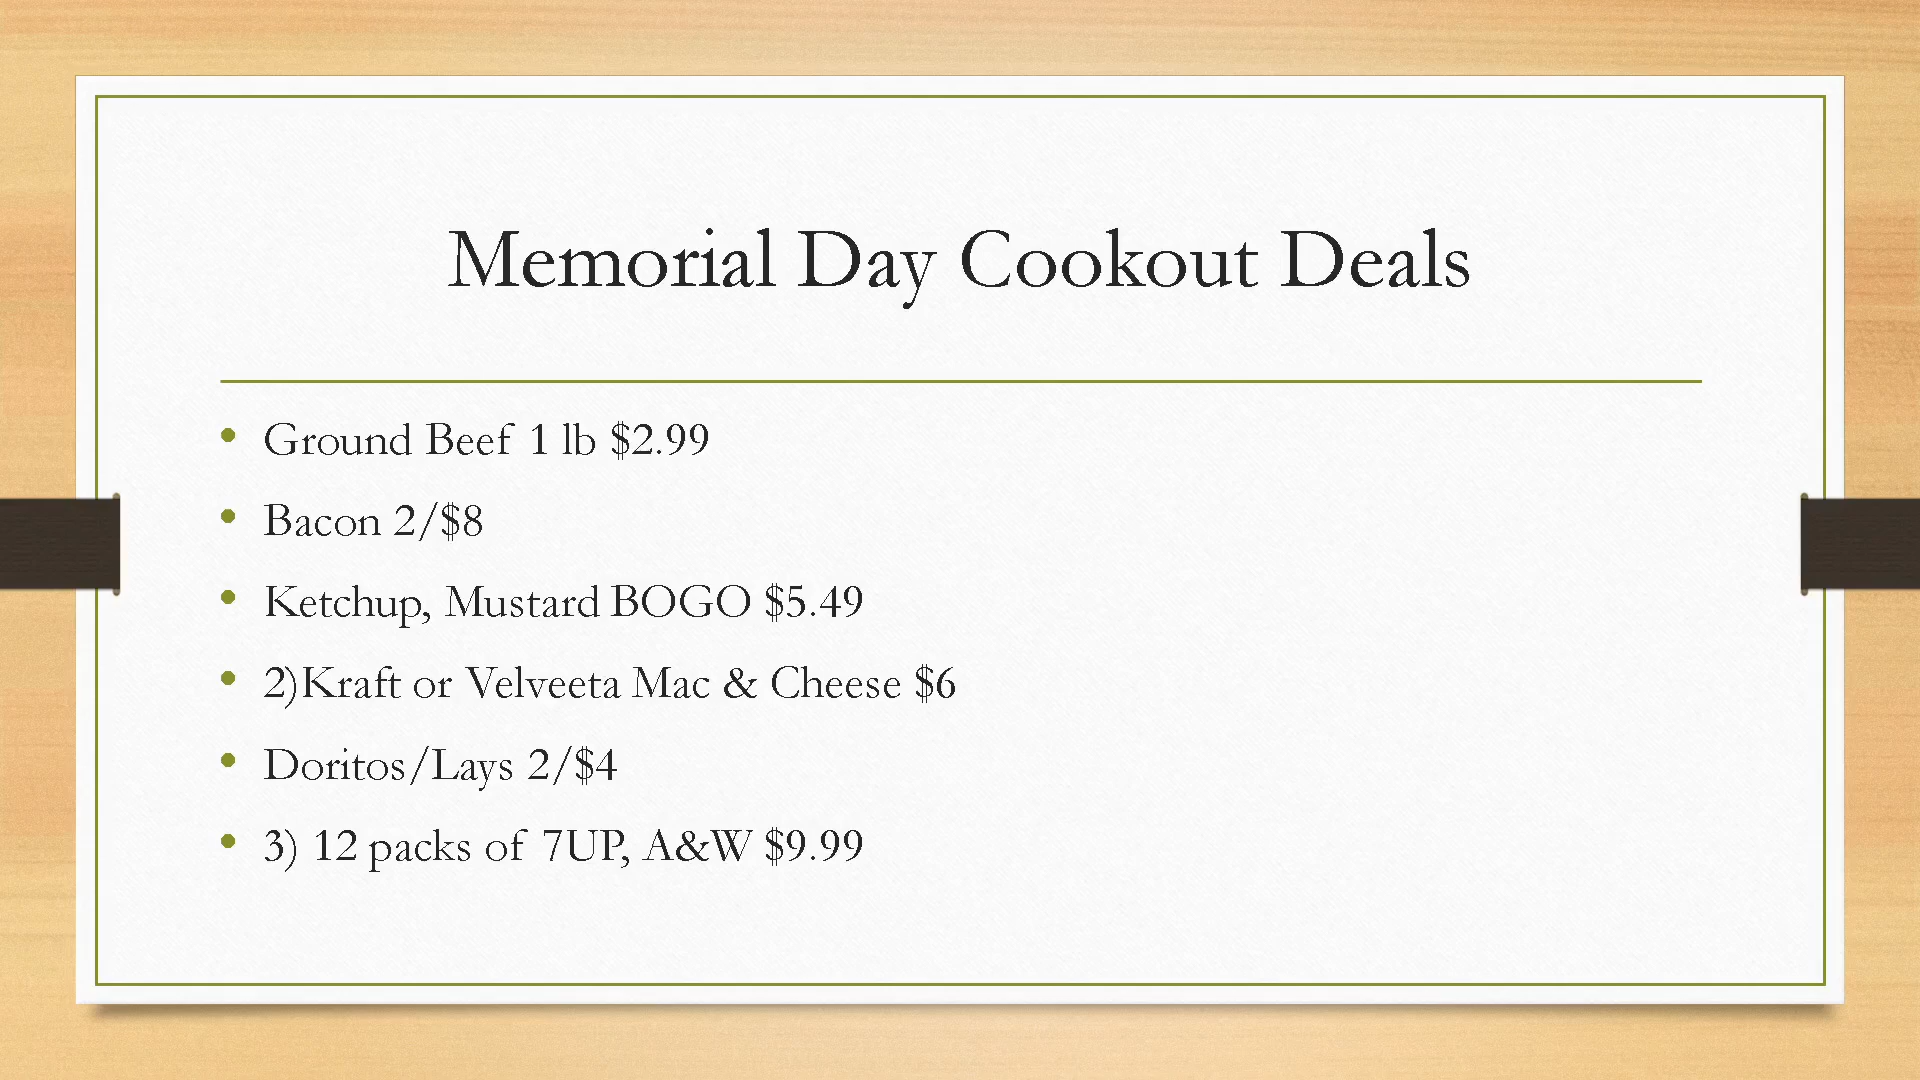 Memorial Day Cookout Deals
• Ground Beef 1 lb $2.99
• Bacon 2/$8
• Ketchup, Mustard BOGO $5.49
• 2)Kraft or Velveeta Mac & Cheese $6
• Doritos/Lays 2/$4
• 3) 12 packs of 7UP, A&W $9.99